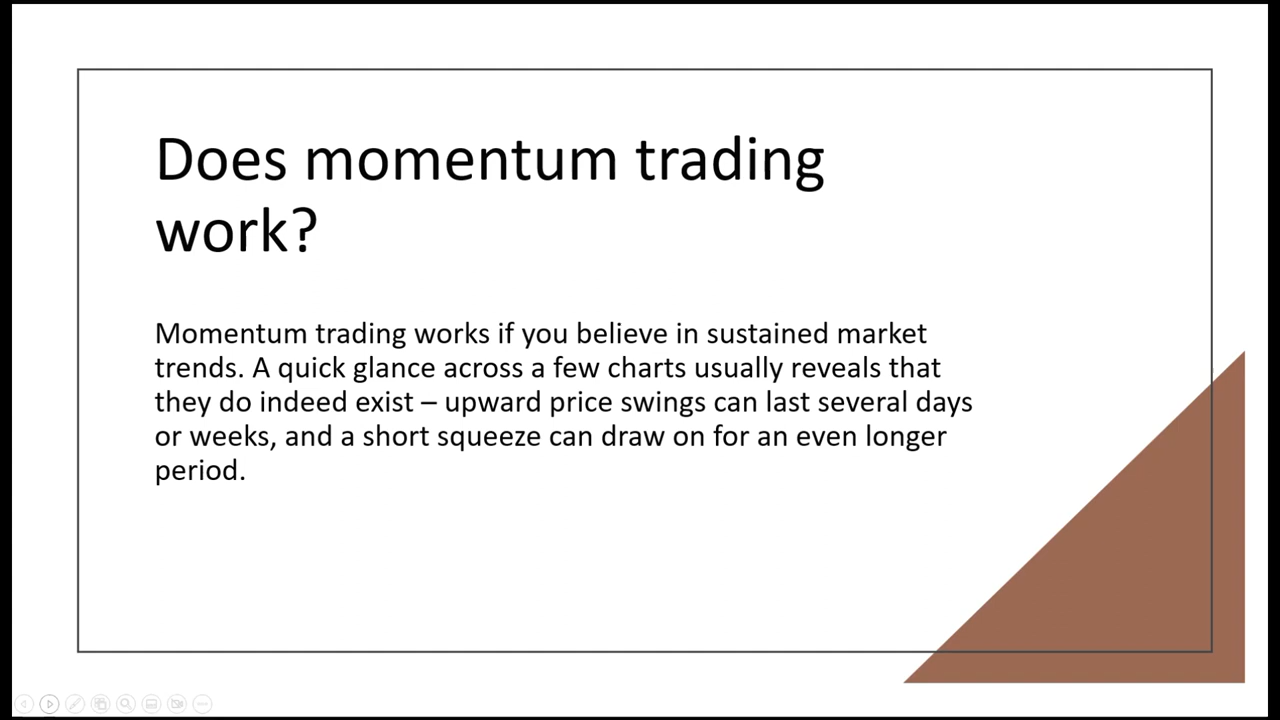 Does momentum trading
work?
Momentum trading works if you believe in sustained market
trends. A quick glance across a few charts usually reveals that
they do indeed exist – upward price swings can last several days
or weeks, and a short squeeze can draw on for an even longer
period.